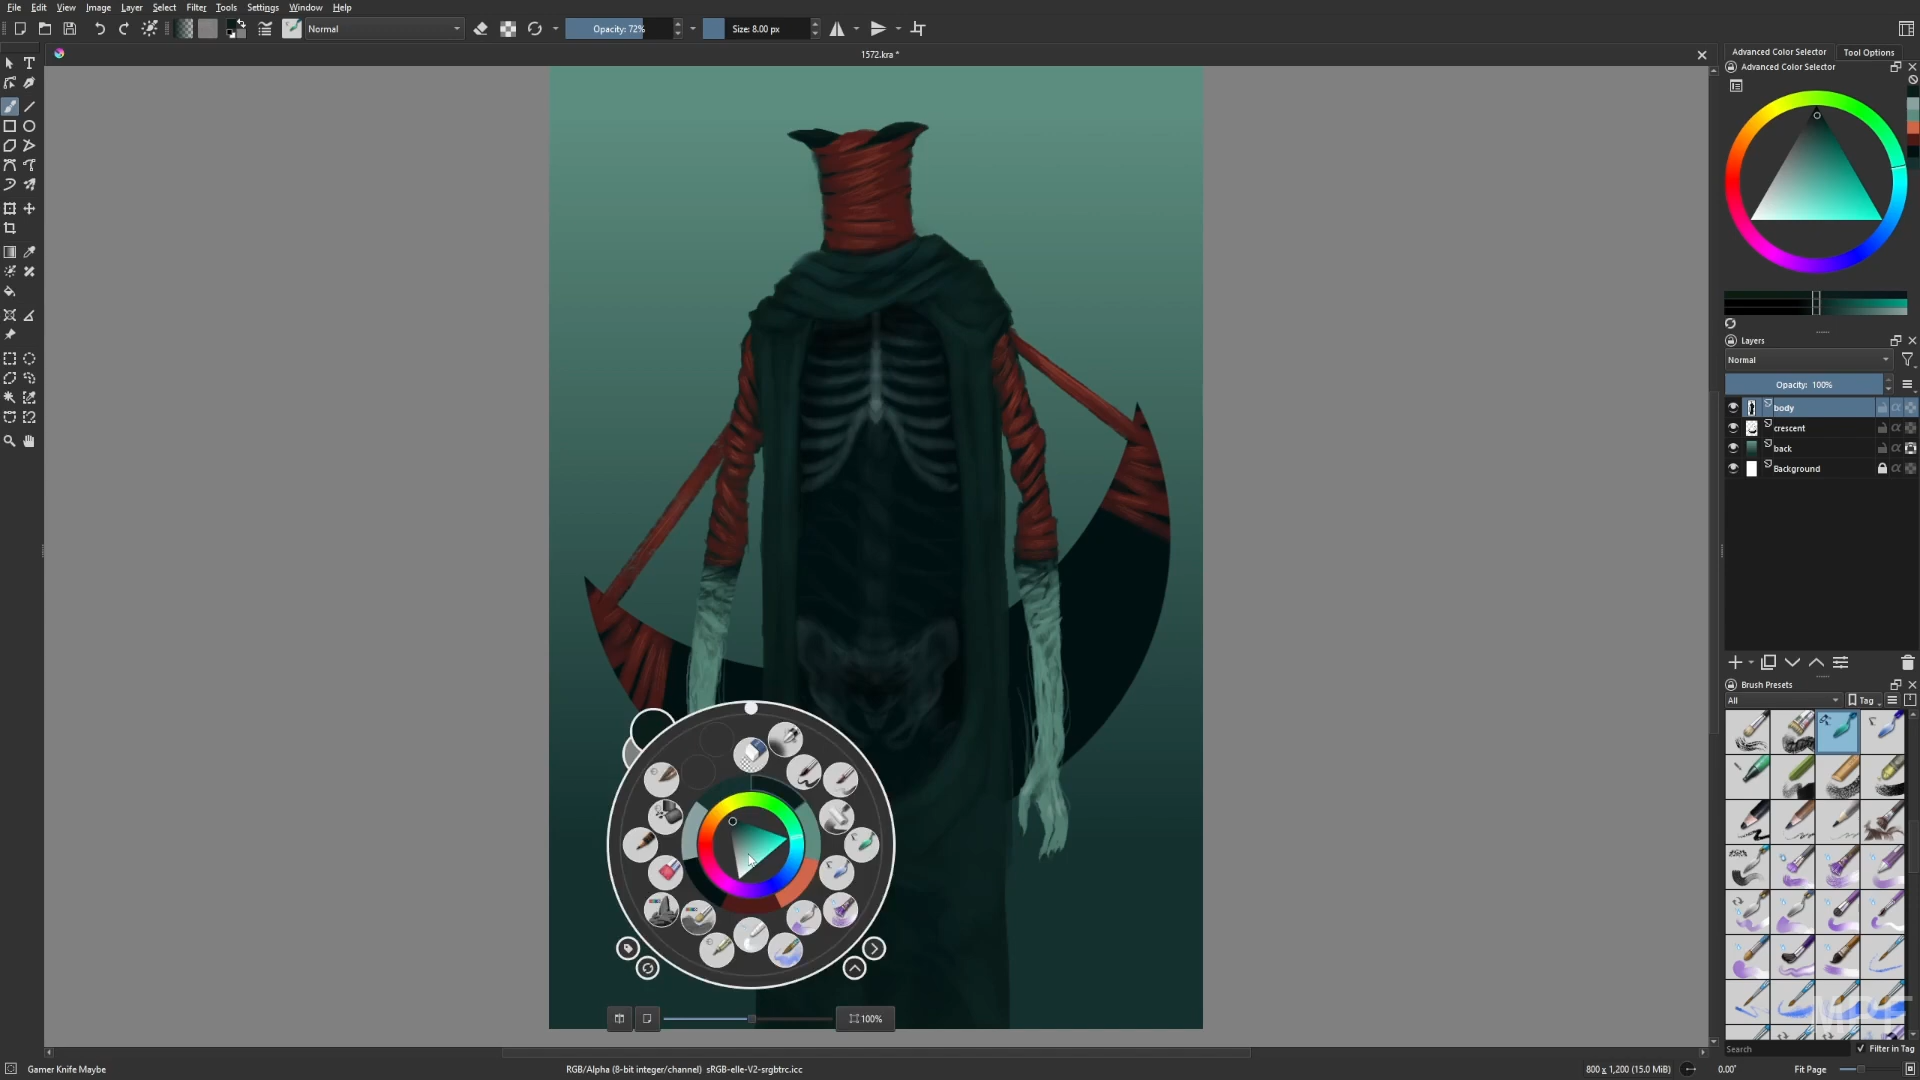 File Edit View Image Layer Select Filter Tools Settings Window Help
Normal
Opacity: 72%
Size: 8.00 px
1572.kra *
Advanced Color Selector
Tool Options
Advanced Color Selector
Layers
Normal
Opacity: 100%
body
crescent
back
Background
Brush Presets
All
Tag
100%
MPF
Search
Filter in Tag
Gamer Knife Maybe
RGB/Alpha (8-bit integer/channel) sRGB-elle-V2-srgbtrc.icc
800 x 1,200 (15.0 MiB)
0.00°
Fit Page